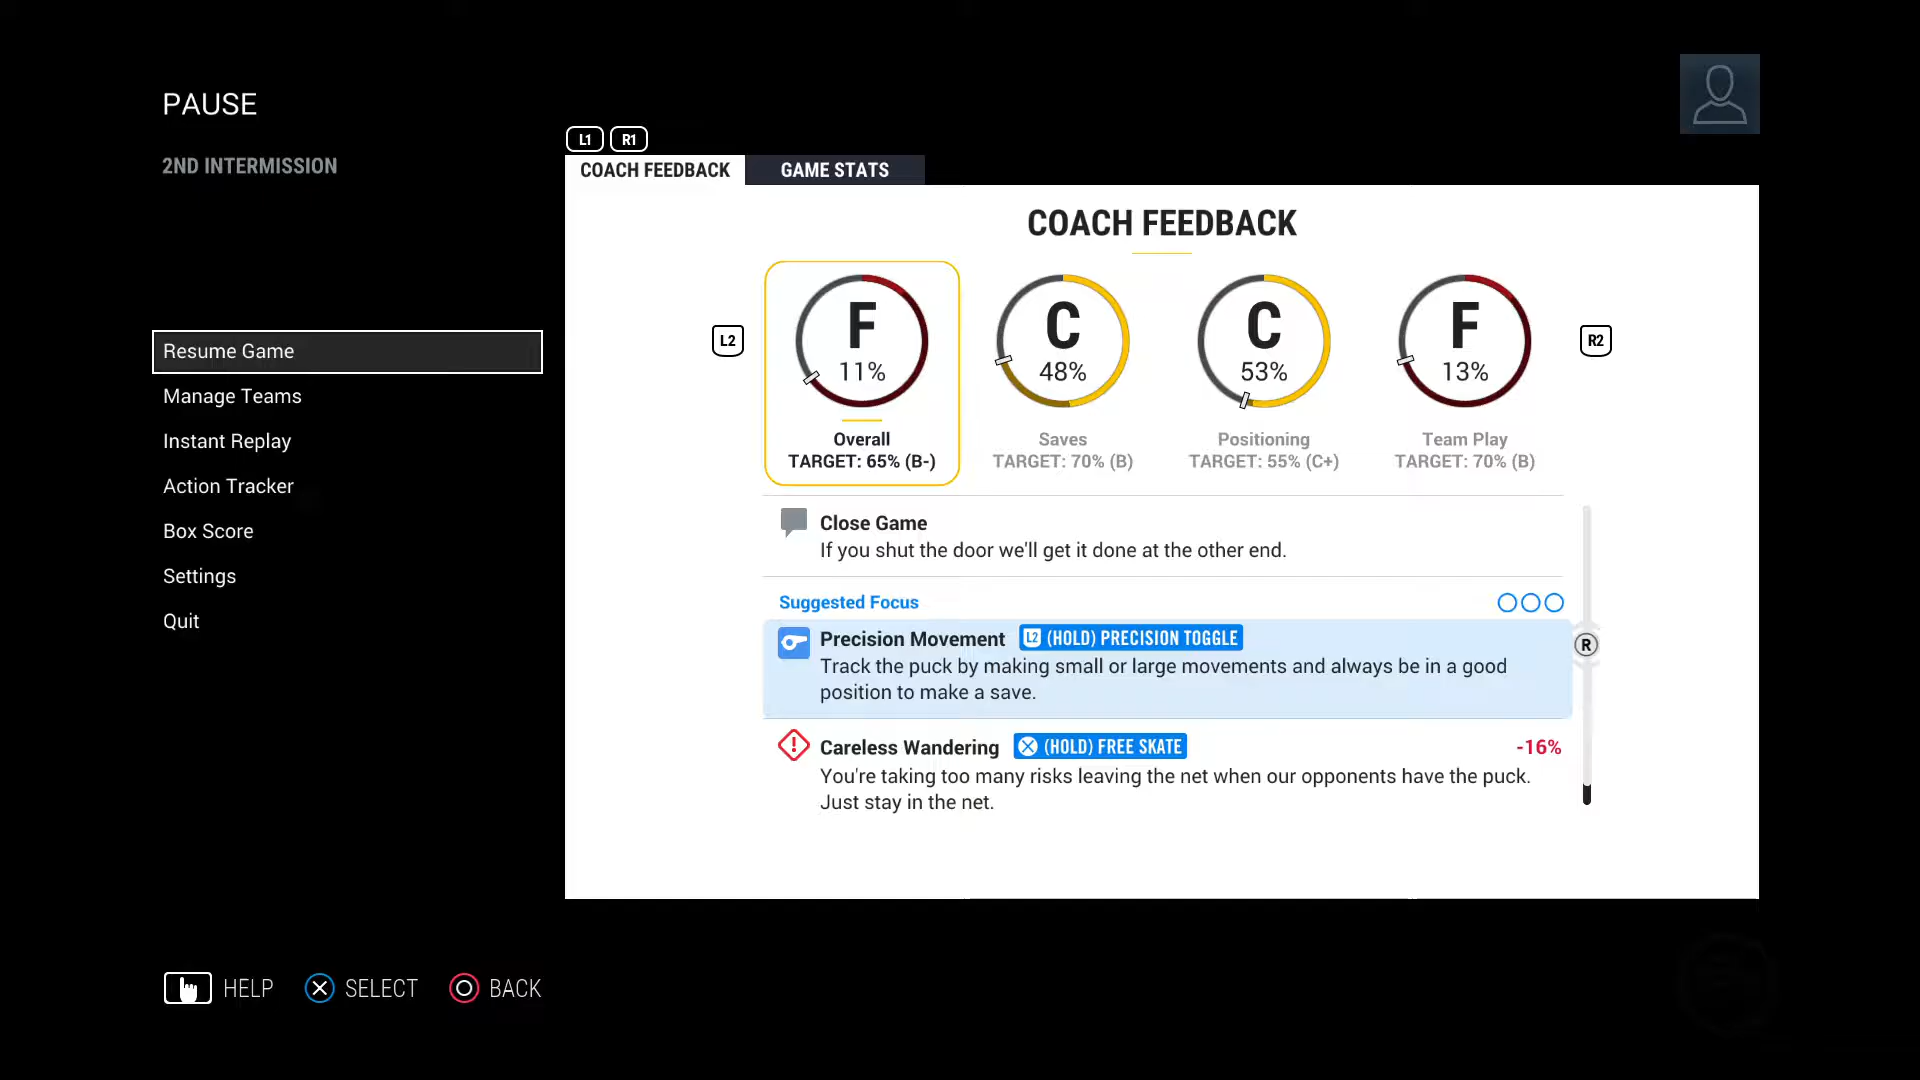 PAUSE
2ND INTERMISSION
Resume Game
Manage Teams
Instant Replay
Action Tracker
Box Score
Settings
Quit
L1 R1
COACH FEEDBACK GAME STATS
COACH FEEDBACK
L2
F
11%
Overall
TARGET: 65% (B-)
C
48%
Saves
TARGET: 70% (B)
C
53%
Positioning
TARGET: 55% (C+)
F
13%
Team Play
TARGET: 70% (B)
R2
Close Game
If you shut the door we'll get it done at the other end.
Suggested Focus
Precision Movement L2 (HOLD) PRECISION TOGGLE
Track the puck by making small or large movements and always be in a good
position to make a save.
R
Careless Wandering (HOLD) FREE SKATE -16%
You're taking too many risks leaving the net when our opponents have the puck.
Just stay in the net.
HELP SELECT BACK